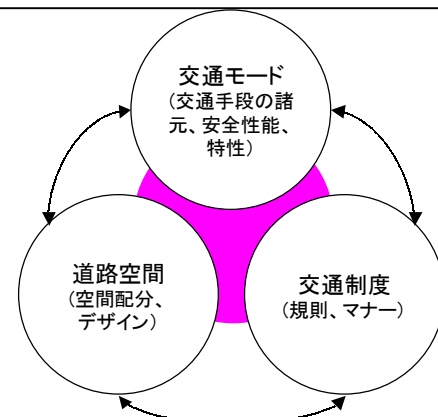 交通モード
(交通手段の諸
元、安全性能、
特性)
道路空間
(空間配分、
デザイン)
交通制度
(規則、マナー)